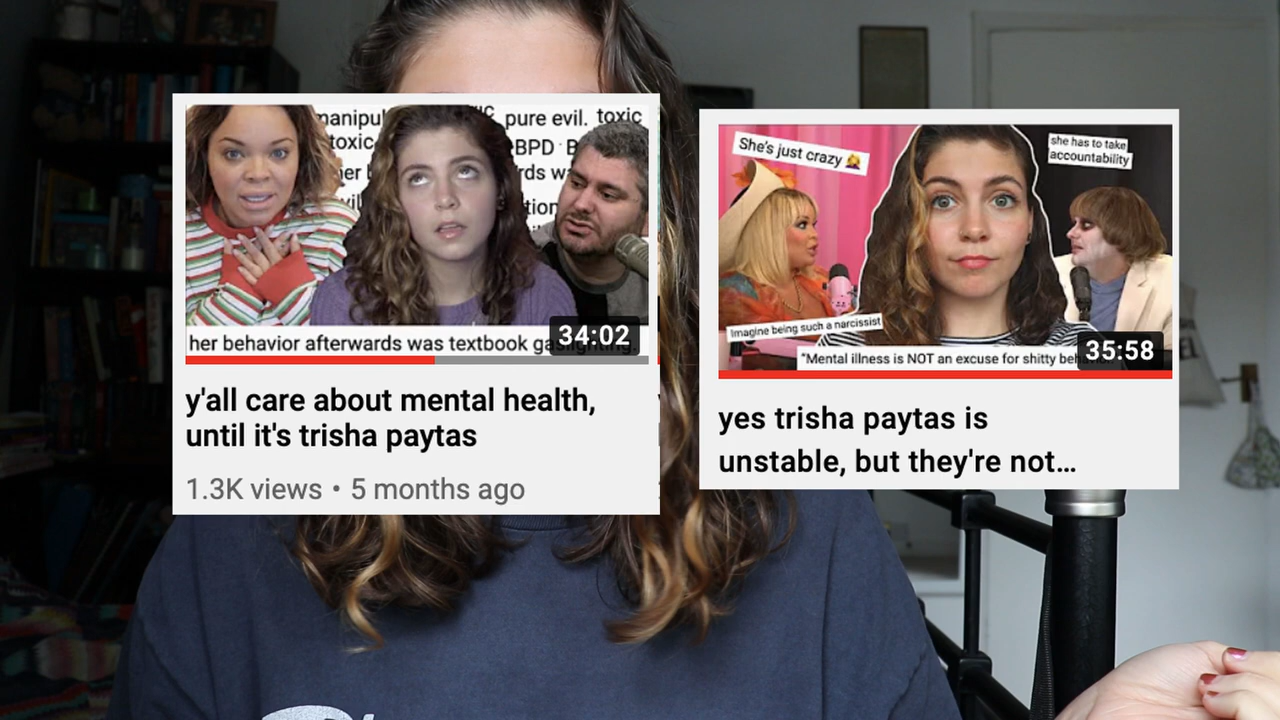 pure evil. toxic
toxic
BPD
her behavior afterwards was textbook
34:02
y'all care about mental health,
until it's trisha paytas
1.3K views • 5 months ago
She's just crazy 🤦‍♀️
she has to take
accountability
Imagine being such a narcissist
"Mental illness is NOT an excuse for shitty
35:58
yes trisha paytas is
unstable, but they're not...